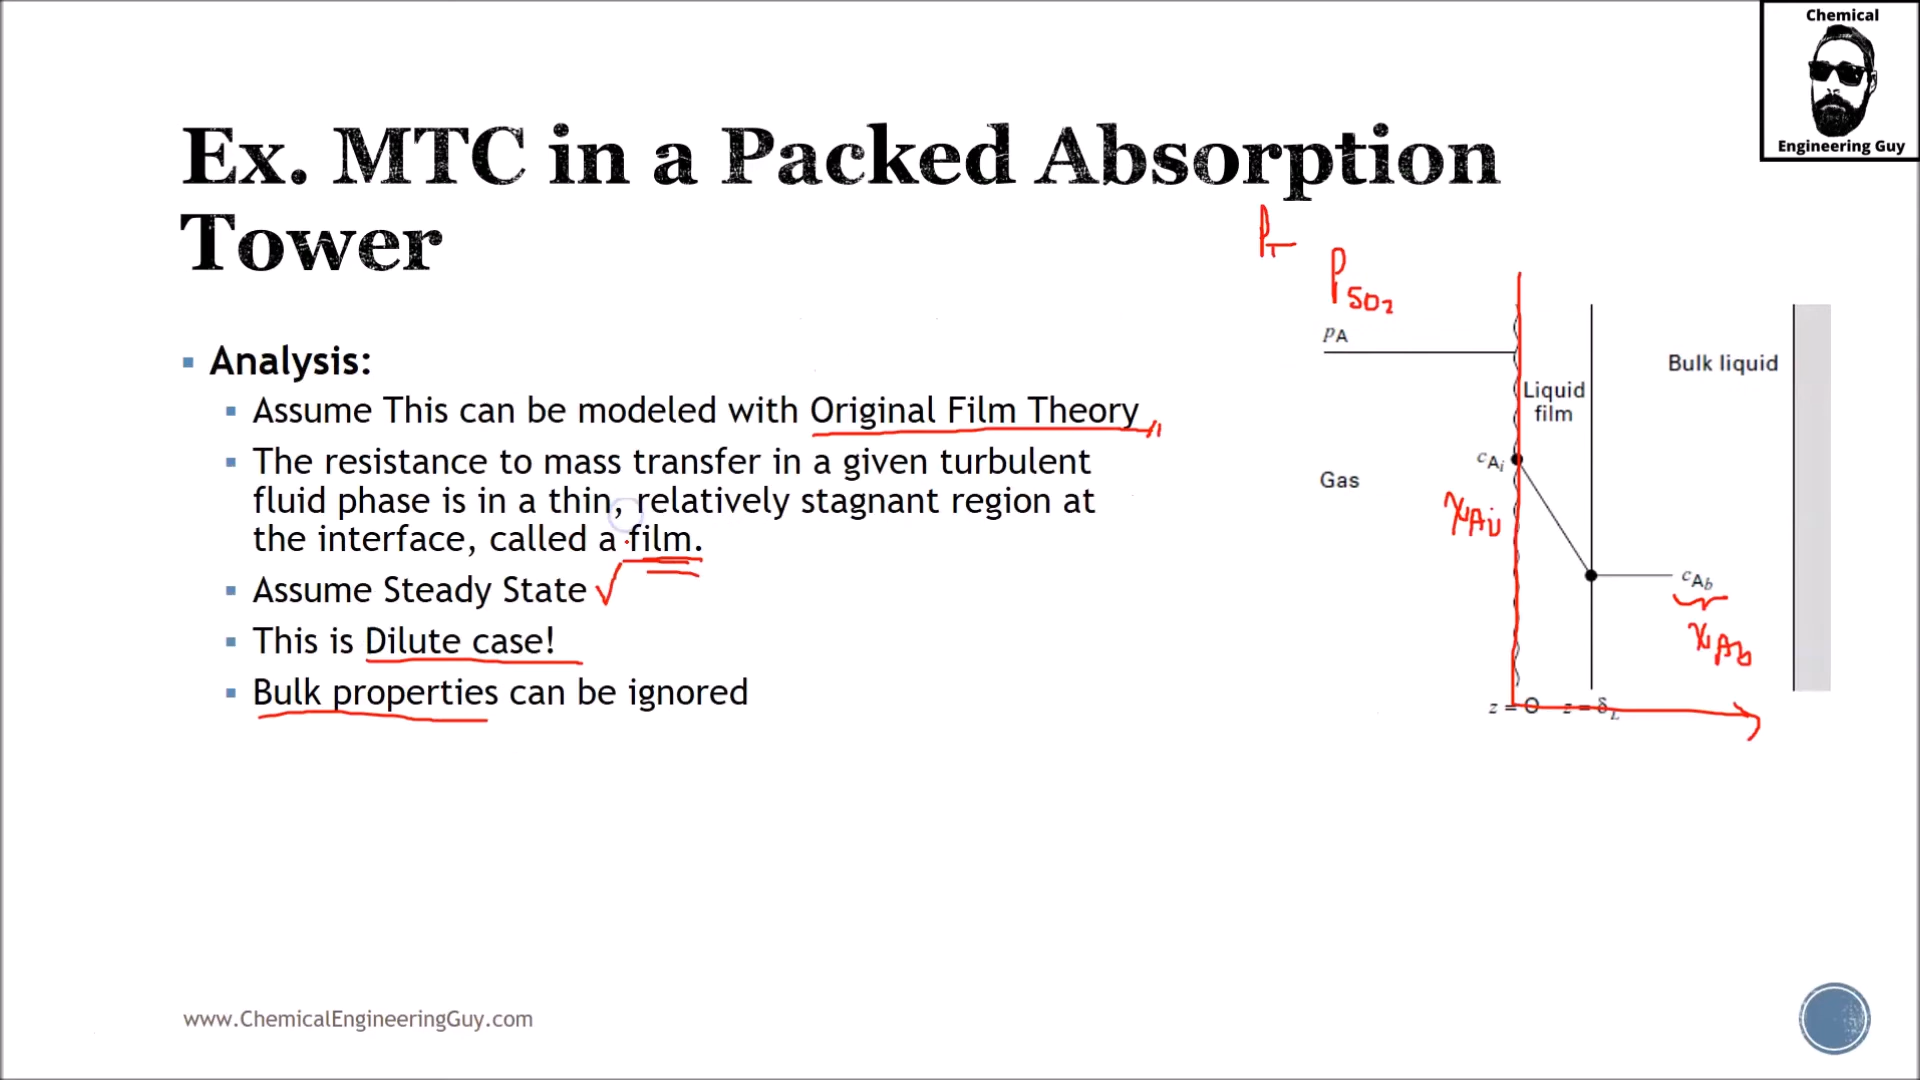 Chemical
Engineering Guy
Ex. MTC in a Packed Absorption
Tower
P_T
P_SO2
Analysis:
Assume This can be modeled with Original Film Theory
The resistance to mass transfer in a given turbulent
fluid phase is in a thin, relatively stagnant region at
the interface, called a film.
Assume Steady State √
This is Dilute case!
Bulk properties can be ignored
pA
Liquid
film
Bulk liquid
Gas
cAi
xAi
cAb
xAb
z = 0 z = δL
www.ChemicalEngineeringGuy.com